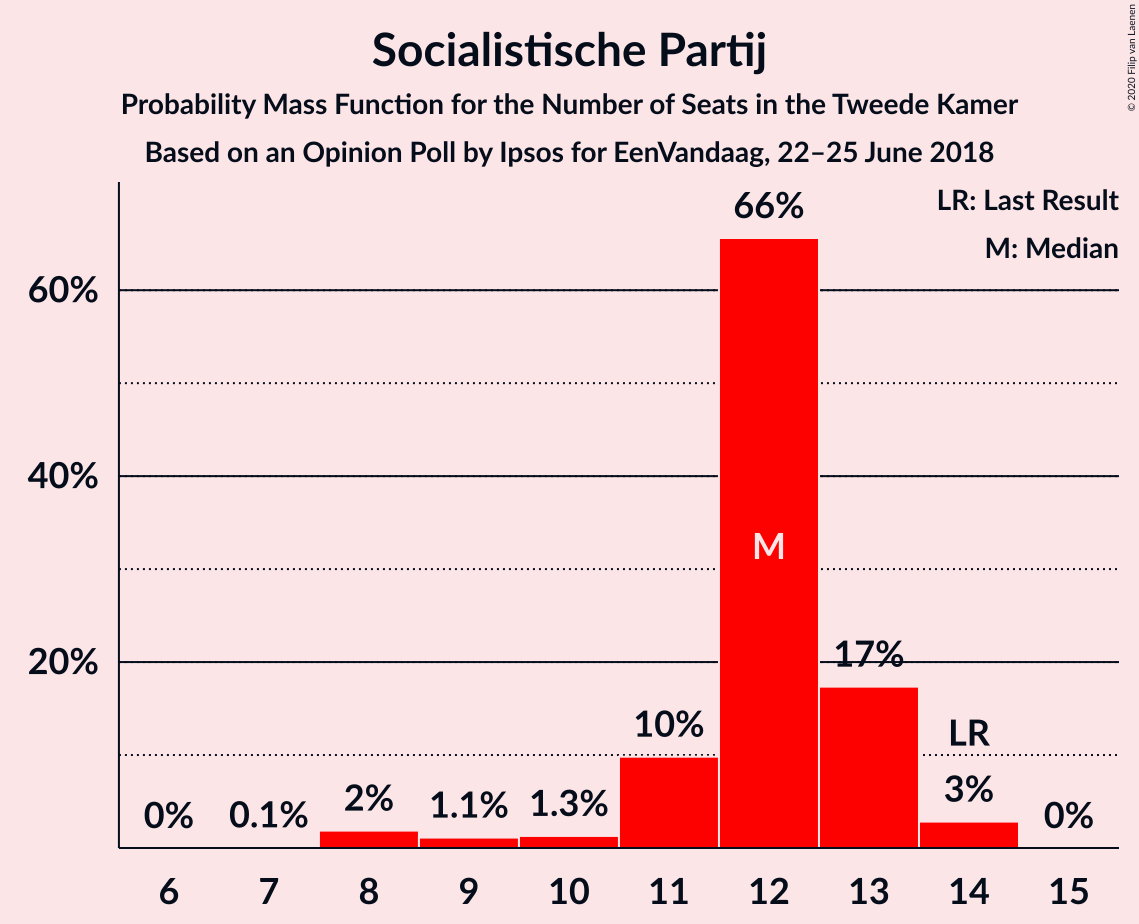 Socialistische Partij
Probability Mass Function for the Number of Seats in the Tweede Kamer
Based on an Opinion Poll by Ipsos for EenVandaag, 22–25 June 2018
© 2020 Filip van Laenen
LR: Last Result
M: Median
66%
60%
40%
M
20%
17%
10%
LR
3%
2%
1.1%
1.3%
0%
0.1%
0%
6 7 8 9 10 11 12 13 14 15